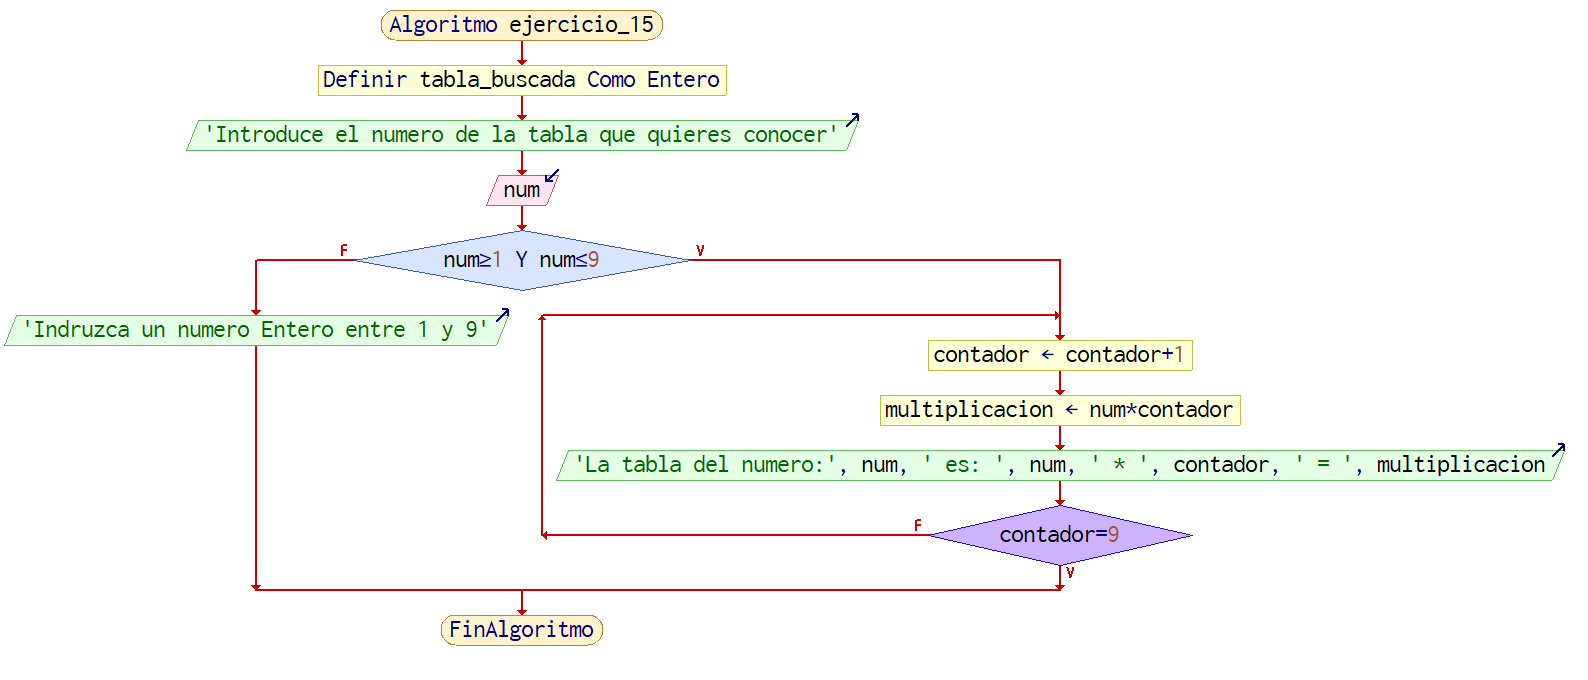 Algoritmo ejercicio_15
Definir tabla_buscada Como Entero
'Introduce el numero de la tabla que quieres conocer'
num
F
num≥1 Y num≤9
V
'Indruzca un numero Entero entre 1 y 9'
contador ← contador+1
multiplicacion ← num*contador
'La tabla del numero:', num, ' es: ', num, ' * ', contador, ' = ', multiplicacion
F
contador=9
V
FinAlgoritmo